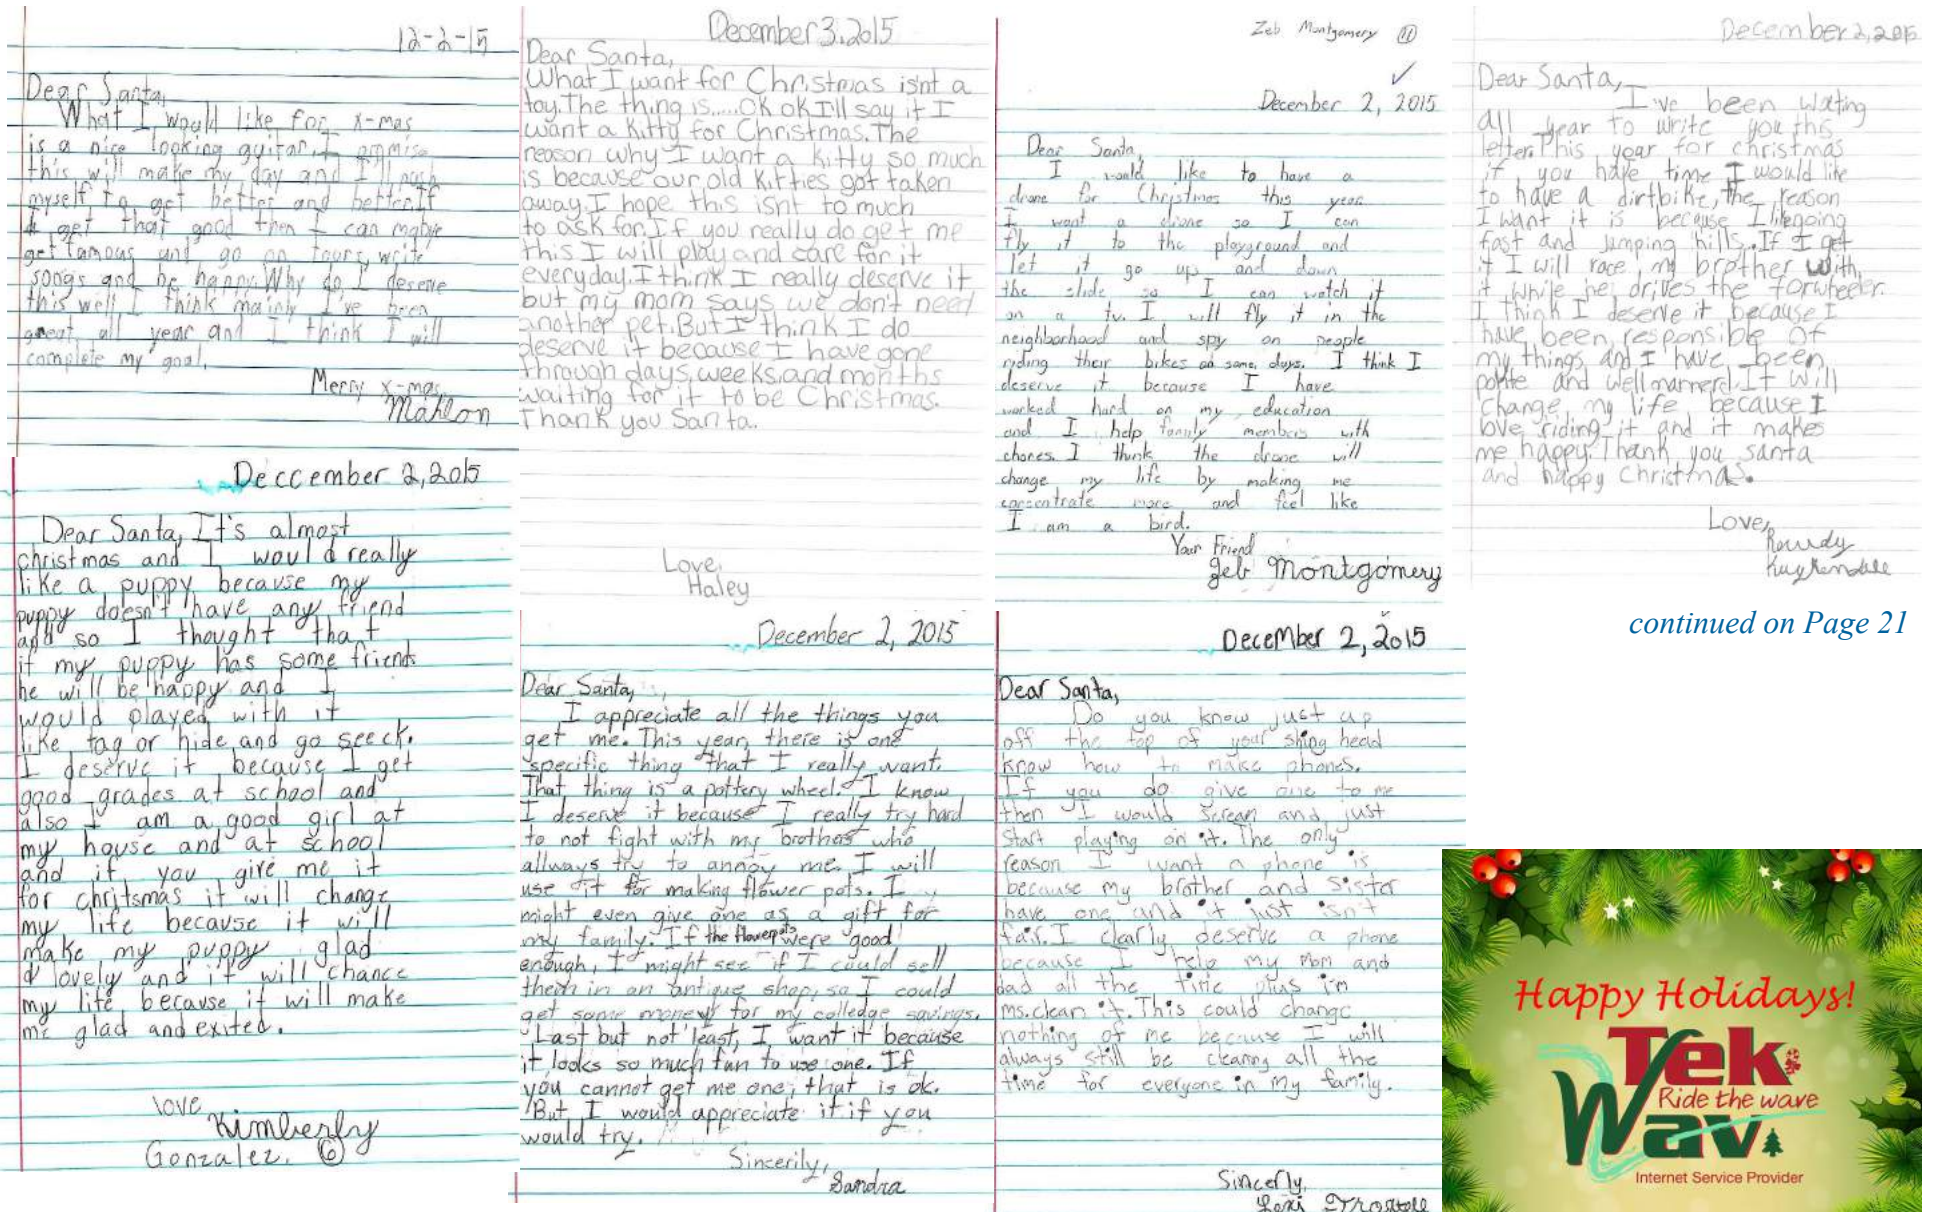 12-2-15
Dear Santa,
What I would like for x-mas
is a nice looking guitar. I prommise
this will make my day and I'll push
myself to get better and better. If
I get that good then I can mabye
get famous and go on tours, write
songs and be happy. Why do I deserve
this well I think mainly I've been
great all year and I think I will
complete my goal.
Merry x-mas
Mahlon
December 3, 2015
Dear Santa,
What I want for Christmas isnt a
toy. The thing is..... OK ok I'll say it I
want a Kitty for Christmas. The
reason why I want a Kitty so much
is because our old Kitties got taken
away. I hope this isnt to much
to ask for. If you really do get me
this I will play and care for it
everyday. I think I really deserve it
but my mom says we don't need
another pet. But I think I do
deserve it because I have gone
through days, weeks, and months
waiting for it to be Christmas.
Thank you Santa.
Love,
Haley
Zeb Montgomery 11
December 2, 2015
Dear Santa,
I would like to have a
drone for Christmas this year.
I want a drone so I can
fly it to the playground and
let it go up and down
the slide so I can watch it
on a tv. I will fly it in the
neighborhood and spy on people
riding their bikes on some days. I think I
deserve it because I have
worked hard on my education
and I help family members with
chores. I think the drone will
change my life by making me
concentrate more and feel like
I am a bird.
Your Friend
Zeb Montgomery
December 2, 2015
Dear Santa,
I've been wating
all year to write you this
letter. This year for christmas
if you have time I would like
to have a dirtbike, the reason
I want it is because I like going
fast and jumping hills. If I get
it I will race my brother with
it while he drives the forwheeler.
I think I deserve it because I
have been responsible of
my things and I have been
polite and well marnerd. It will
change my life because I
love riding it and it makes
me happy. Thank you santa
and happy Christmas.
Love,
Rowdy
Kuykendall
continued on Page 21
Deccember 2, 2015
Dear Santa, It's almost
christmas and I would really
like a puppy because my
puppy doesn't have any friend
and so I thought that
if my puppy has some friends
he will be happy and I
would played with it
like tag or hide and go seeck.
I deserve it because I get
good grades at school and
also I am a good girl at
my house and at school
and if you give me it
for chritsmas it will change
my life because it will
make my puppy glad
d lovely and it will chance
my life because it will make
me glad and exited.
love
Kimberly
Gonzalez. 6
December 2, 2015
Dear Santa,
I appreciate all the things you
get me. This year, there is one
specific thing that I really want.
That thing is a pottery wheel. I know
I deserve it because I really try hard
to not fight with my brothers who
allways try to annoy me. I will
use it for making flower pots. I
might even give one as a gift for
my family. If the flowerpots were good
enough, I might see if I could sell
them in an antique shop, so I could
get some money for my colledge savings.
Last but not least, I want it because
it looks so much fun to use one. If
you cannot get me one, that is ok.
But I would appreciate it if you
would try.
Sincerily,
Sandra
December 2, 2015
Dear Santa,
Do you know just up
off the top of your shing head
know how to make phones.
If you do give one to me
then I would screan and just
start playing on it. The only
reason I want a phone is
because my brother and sister
have one and it just isn't
fair. I clearly deserve a phone
because I help my Mom and
dad all the time plus i'm
ms. clean it. This could change
nothing of me because I will
always still be cleanng all the
time for everyone in my family.
Sincerly,
Lexi
Happy Holidays!
Tek
Wav
Ride the wave
Internet Service Provider